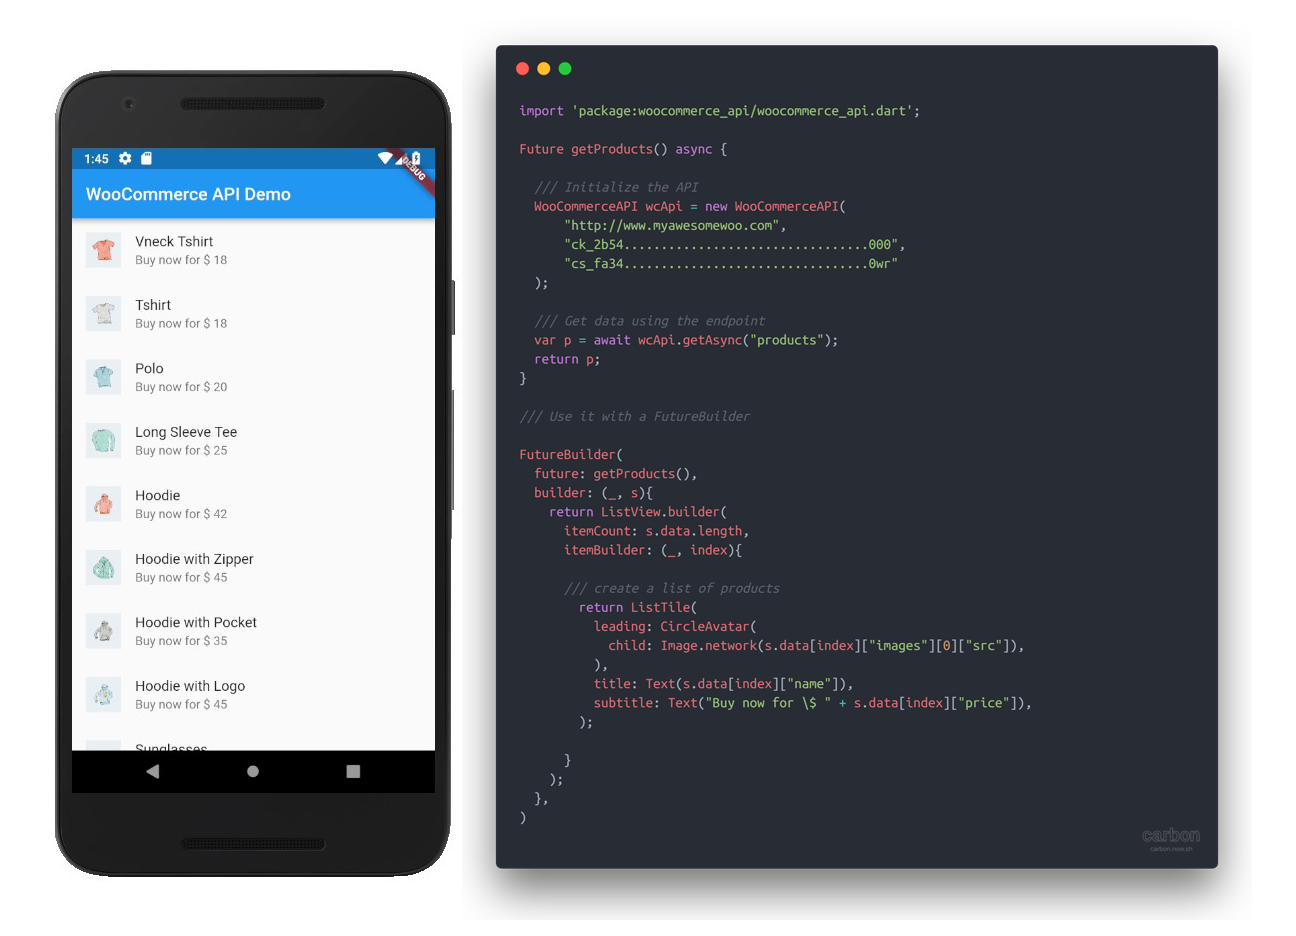 1:45
DEBUG
WooCommerce API Demo
Vneck Tshirt
Buy now for $ 18
Tshirt
Buy now for $ 18
Polo
Buy now for $ 20
Long Sleeve Tee
Buy now for $ 25
Hoodie
Buy now for $ 42
Hoodie with Zipper
Buy now for $ 45
Hoodie with Pocket
Buy now for $ 35
Hoodie with Logo
Buy now for $ 45
Sunglasses
import 'package:woocommerce_api/woocommerce_api.dart';
Future getProducts() async {
/// Initialize the API
WooCommerceAPI wcApi = new WooCommerceAPI(
"http://www.myawesomewoo.com",
"ck_2b54.................................000",
"cs_fa34.................................0wr"
);
/// Get data using the endpoint
var p = await wcApi.getAsync("products");
return p;
}
/// Use it with a FutureBuilder
FutureBuilder(
future: getProducts(),
builder: (_, s){
return ListView.builder(
itemCount: s.data.length,
itemBuilder: (_, index){
/// create a list of products
return ListTile(
leading: CircleAvatar(
child: Image.network(s.data[index]["images"][0]["src"]),
),
title: Text(s.data[index]["name"]),
subtitle: Text("Buy now for \$ " + s.data[index]["price"]),
);
}
);
},
)
carbon
carbon.now.sh